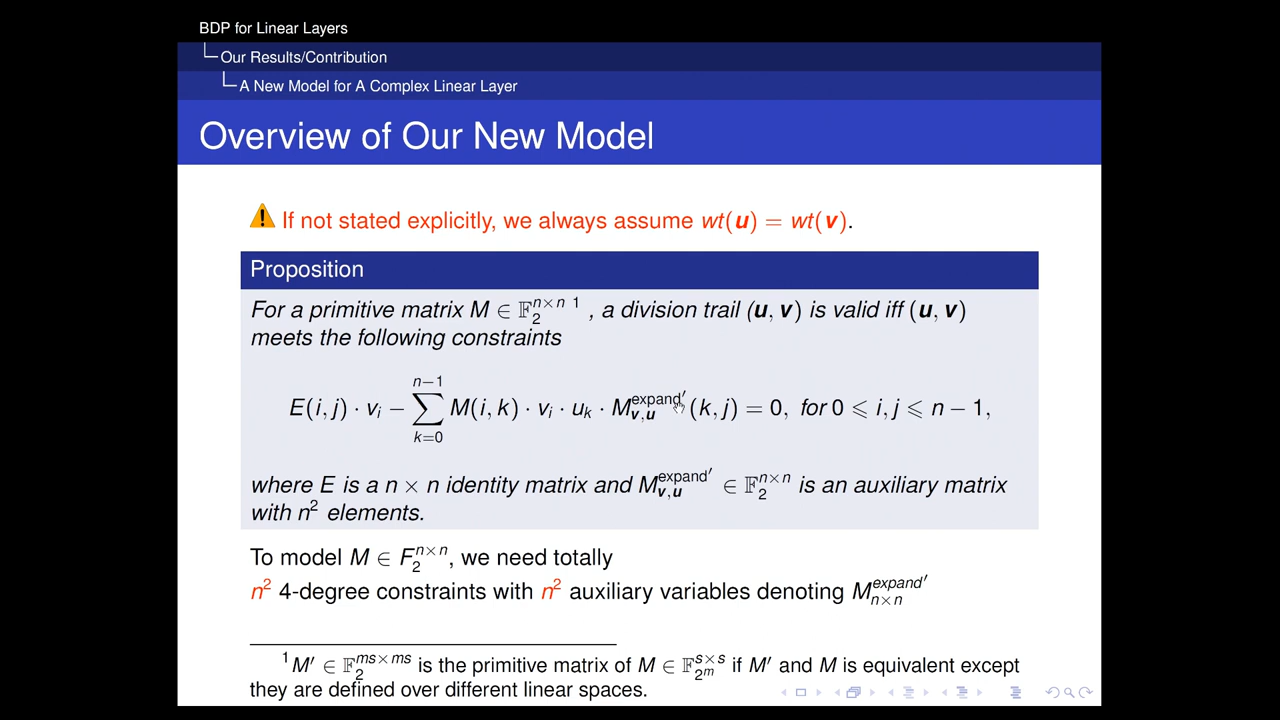 BDP for Linear Layers
Our Results/Contribution
A New Model for A Complex Linear Layer
Overview of Our New Model
If not stated explicitly, we always assume wt(u) = wt(v).
Proposition
For a primitive matrix M ∈ 𝔽₂^{n×n} ¹ , a division trail (u, v) is valid iff (u, v)
meets the following constraints
E(i, j) · v_i − ∑_{k=0}^{n−1} M(i, k) · v_i · u_k · M_{v,u}^{expand′}(k, j) = 0, for 0 ⩽ i, j ⩽ n − 1,
where E is a n × n identity matrix and M_{v,u}^{expand′} ∈ 𝔽₂^{n×n} is an auxiliary matrix
with n² elements.
To model M ∈ F₂^{n×n}, we need totally
n² 4-degree constraints with n² auxiliary variables denoting M_{n×n}^{expand′}
¹M′ ∈ 𝔽₂^{ms×ms} is the primitive matrix of M ∈ 𝔽_{2^m}^{s×s} if M′ and M is equivalent except
they are defined over different linear spaces.